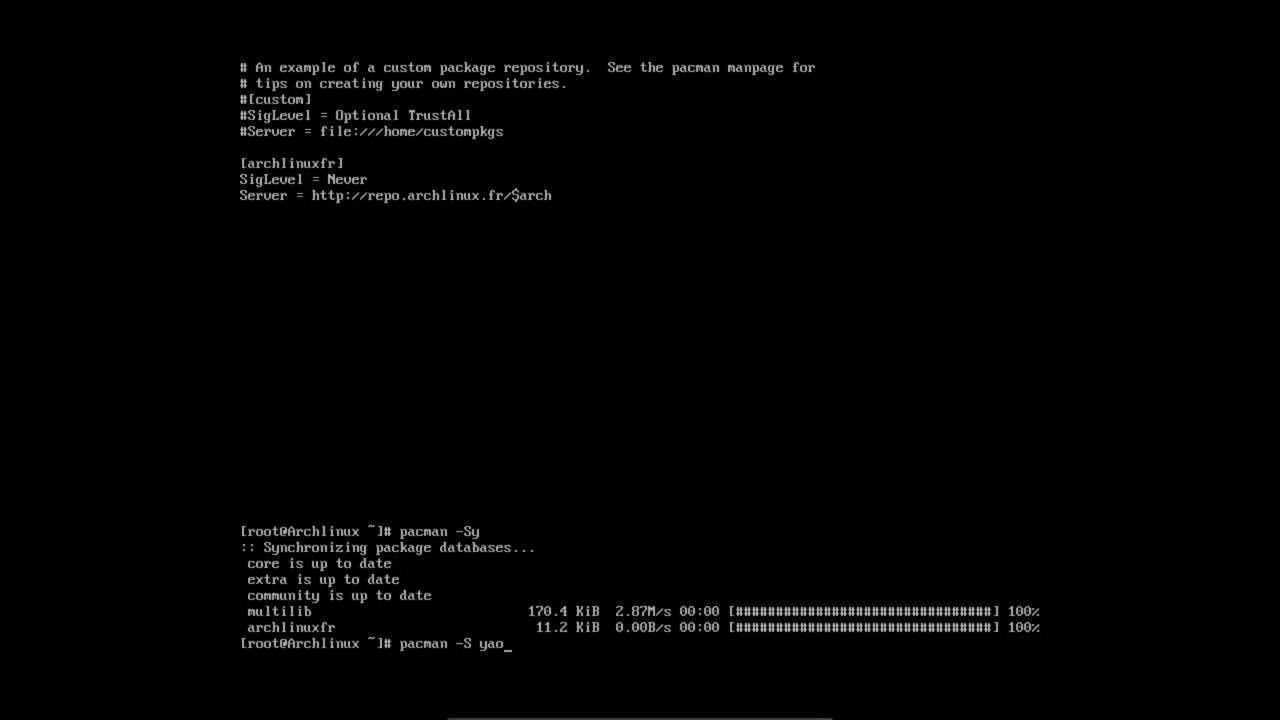 # An example of a custom package repository.  See the pacman manpage for
# tips on creating your own repositories.
#[custom]
#SigLevel = Optional TrustAll
#Server = file:///home/custompkgs
[archlinuxfr]
SigLevel = Never
Server = http://repo.archlinux.fr/$arch
[root@Archlinux ~]# pacman -Sy
:: Synchronizing package databases...
core is up to date
extra is up to date
community is up to date
multilib 170.4 KiB 2.87M/s 00:00 [################################] 100%
archlinuxfr 11.2 KiB 0.00B/s 00:00 [################################] 100%
[root@Archlinux ~]# pacman -S yao_